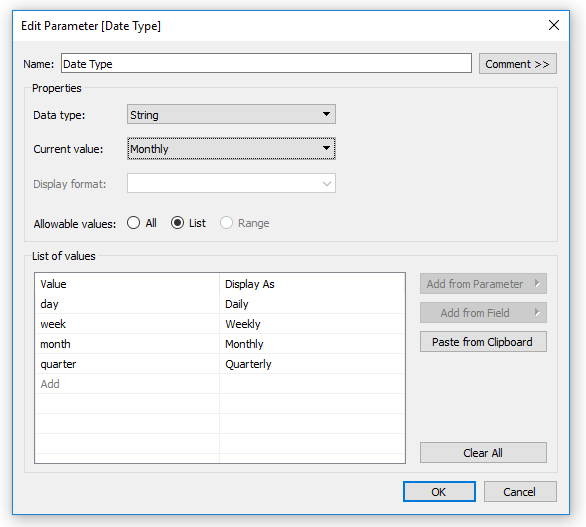 Edit Parameter [Date Type]
Name: Date Type Comment >>
Properties
Data type: String
Current value: Monthly
Display format:
Allowable values: All List Range
List of values
Value Display As Add from Parameter
day Daily
week Weekly Add from Field
month Monthly Paste from Clipboard
quarter Quarterly
Add
Clear All
OK Cancel